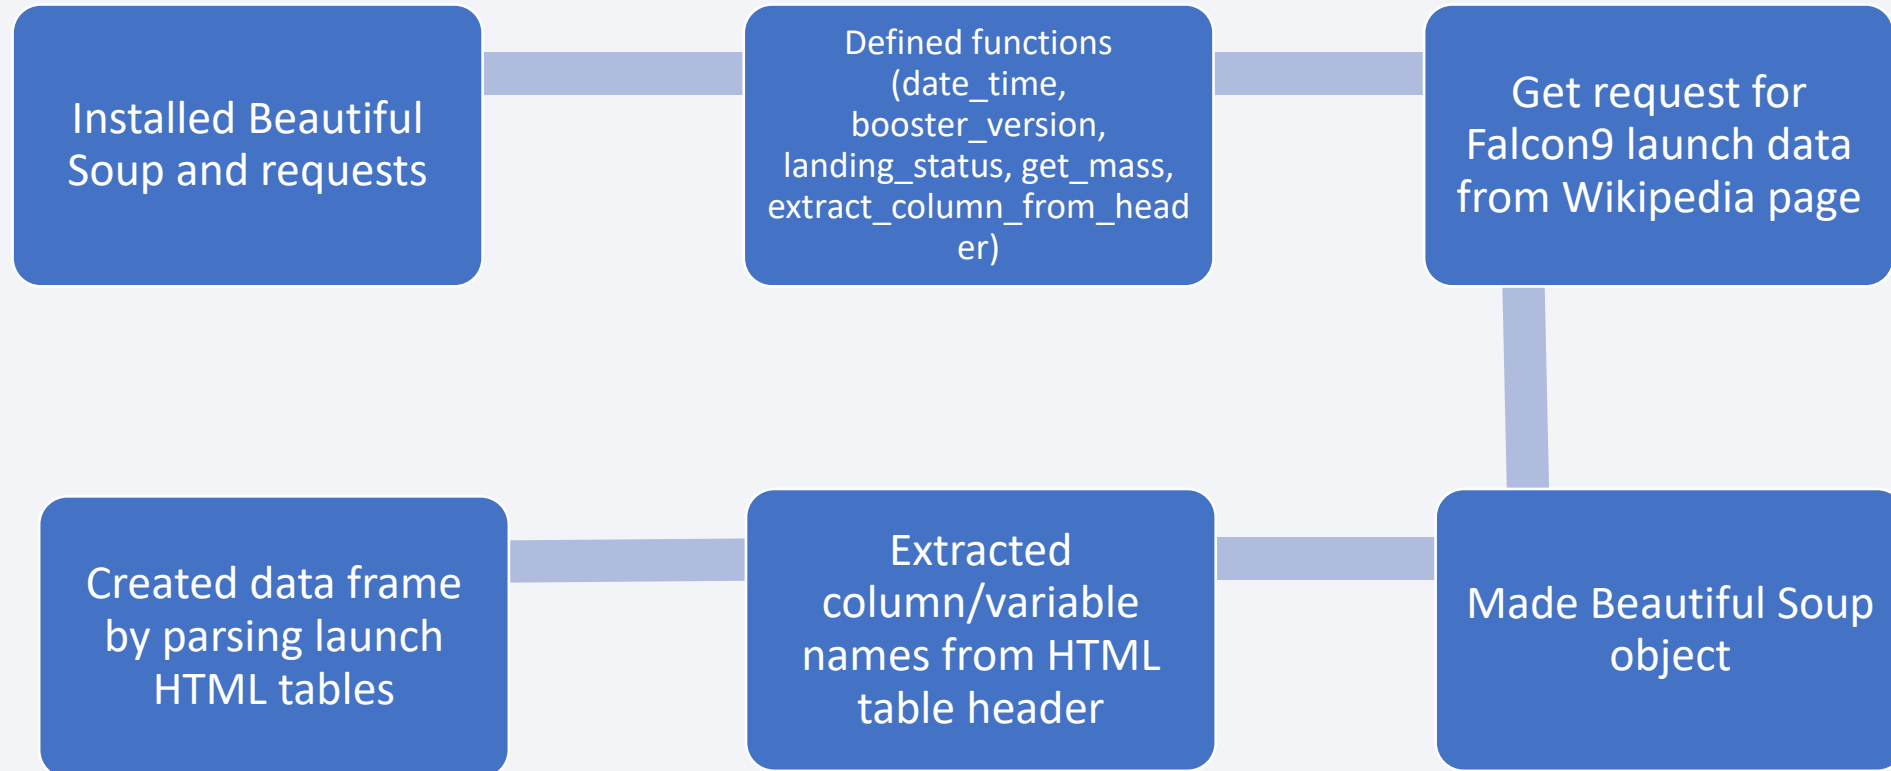 Installed Beautiful
Soup and requests
Defined functions
(date_time,
booster_version,
landing_status, get_mass,
extract_column_from_head
er)
Get request for
Falcon9 launch data
from Wikipedia page
Made Beautiful Soup
object
Extracted
column/variable
names from HTML
table header
Created data frame
by parsing launch
HTML tables